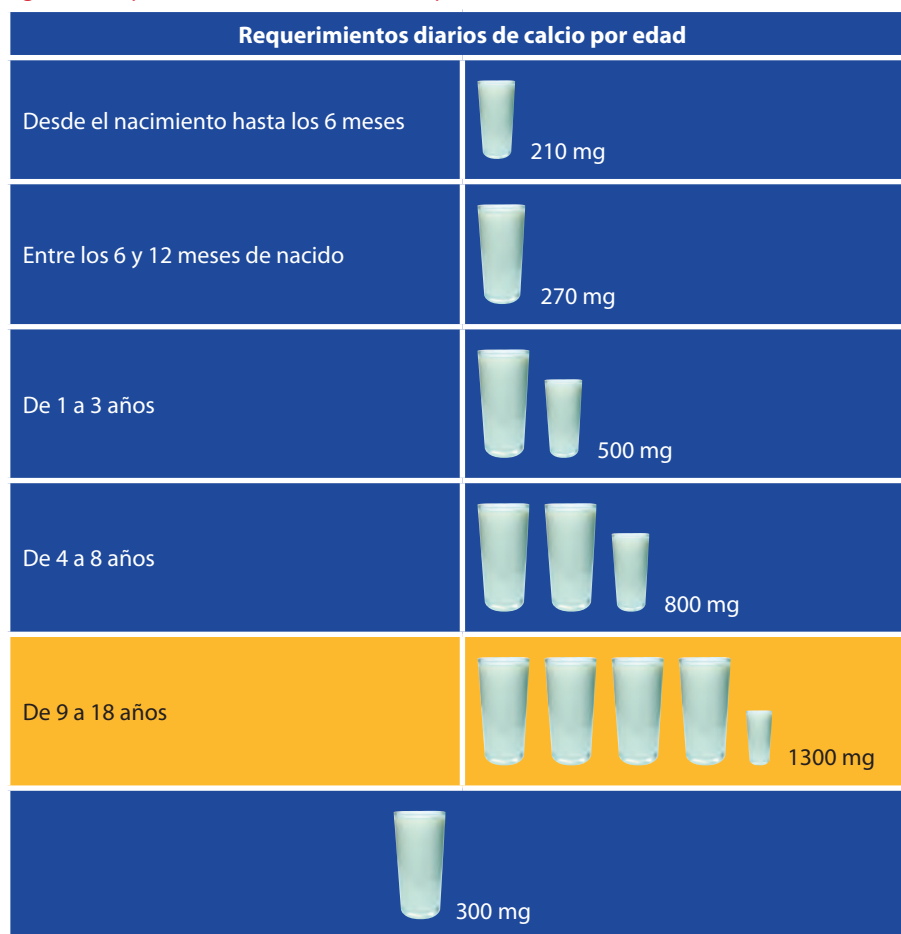 Requerimientos diarios de calcio por edad
Desde el nacimiento hasta los 6 meses
210 mg
Entre los 6 y 12 meses de nacido
270 mg
De 1 a 3 años
500 mg
De 4 a 8 años
800 mg
De 9 a 18 años
1300 mg
300 mg